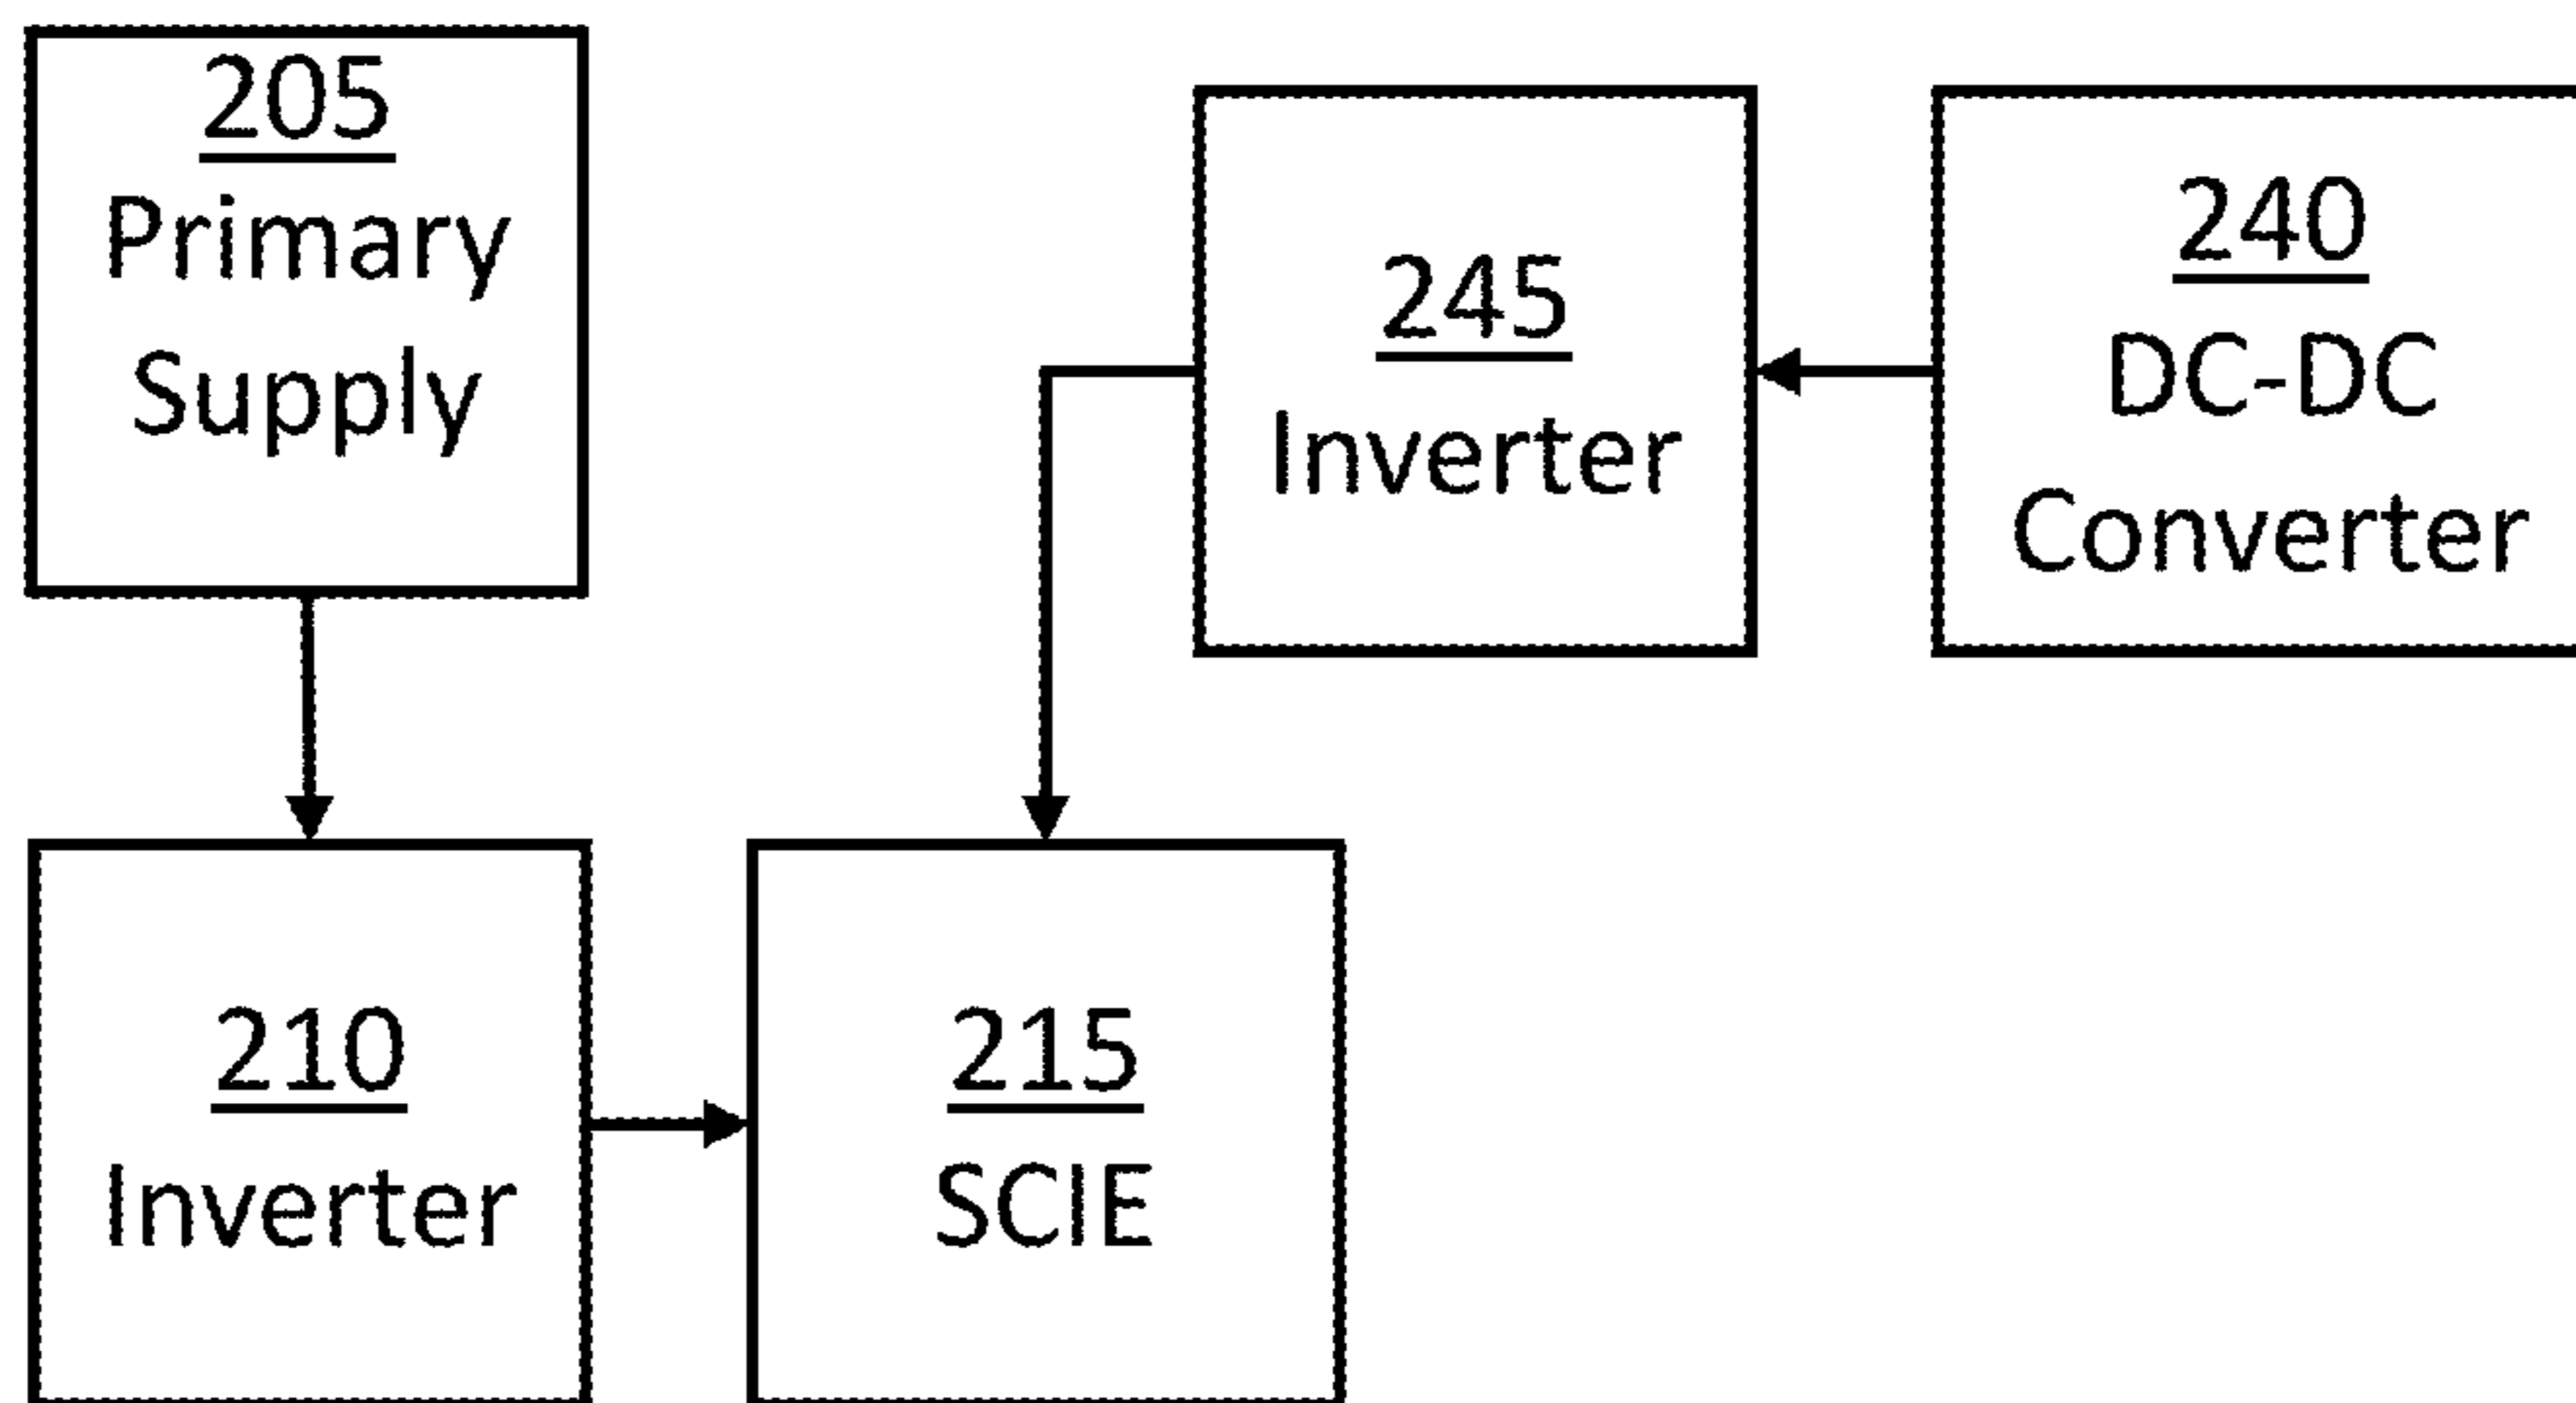 205
Primary
Supply
245
Inverter
240
DC-DC
Converter
210
Inverter
215
SCIE